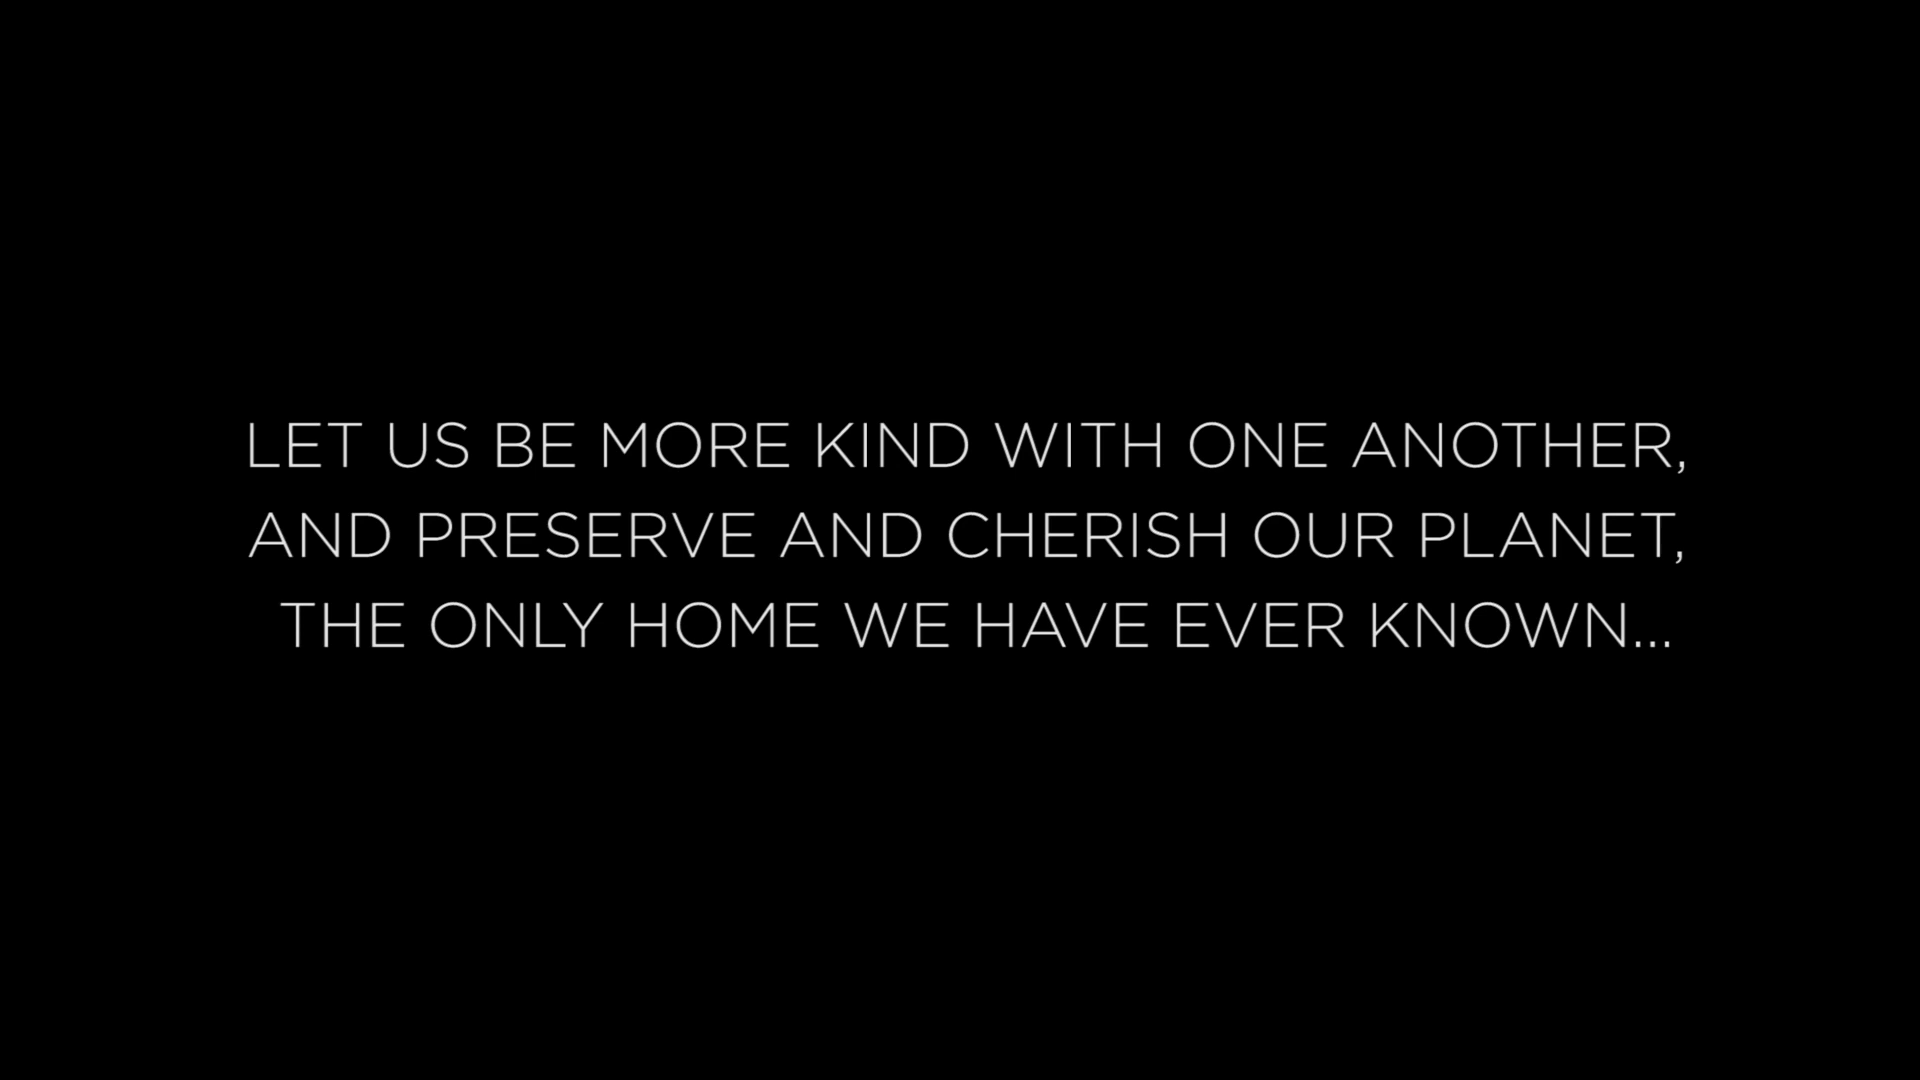 LET US BE MORE KIND WITH ONE ANOTHER,
AND PRESERVE AND CHERISH OUR PLANET,
THE ONLY HOME WE HAVE EVER KNOWN...